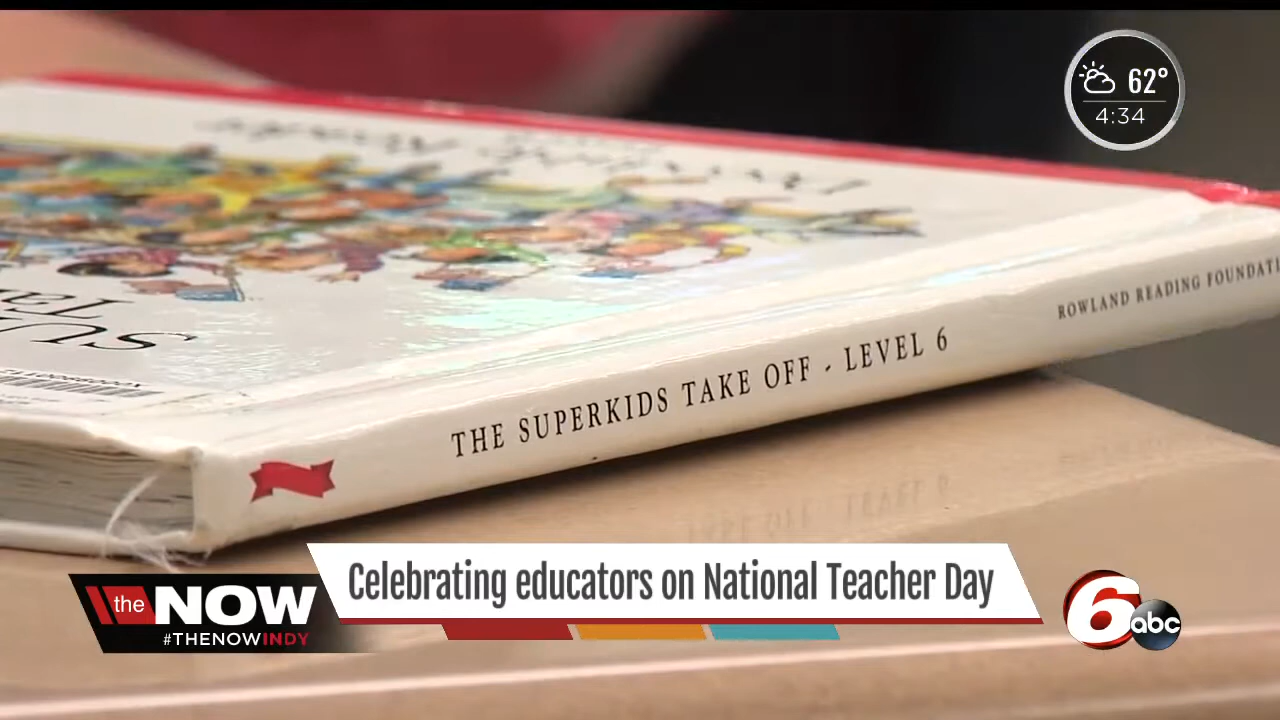 62°
4:34
THE SUPERKIDS TAKE OFF - LEVEL 6
ROWLAND READING
Celebrating educators on National Teacher Day
the NOW
#THENOWINDY
6 abc